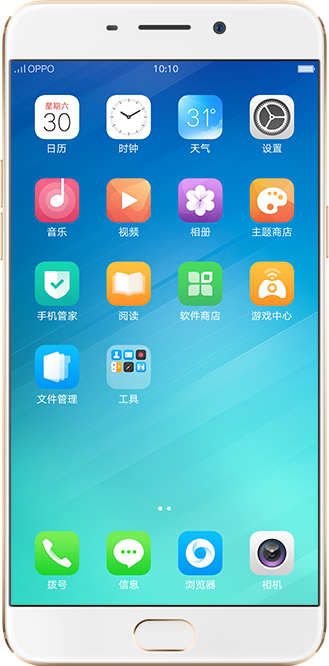 OPPO 10:10
星期六
30
31°
日历 时钟 天气 设置
音乐 视频 相册 主题商店
手机管家 阅读 软件商店 游戏中心
文件管理 工具
拨号 信息 浏览器 相机